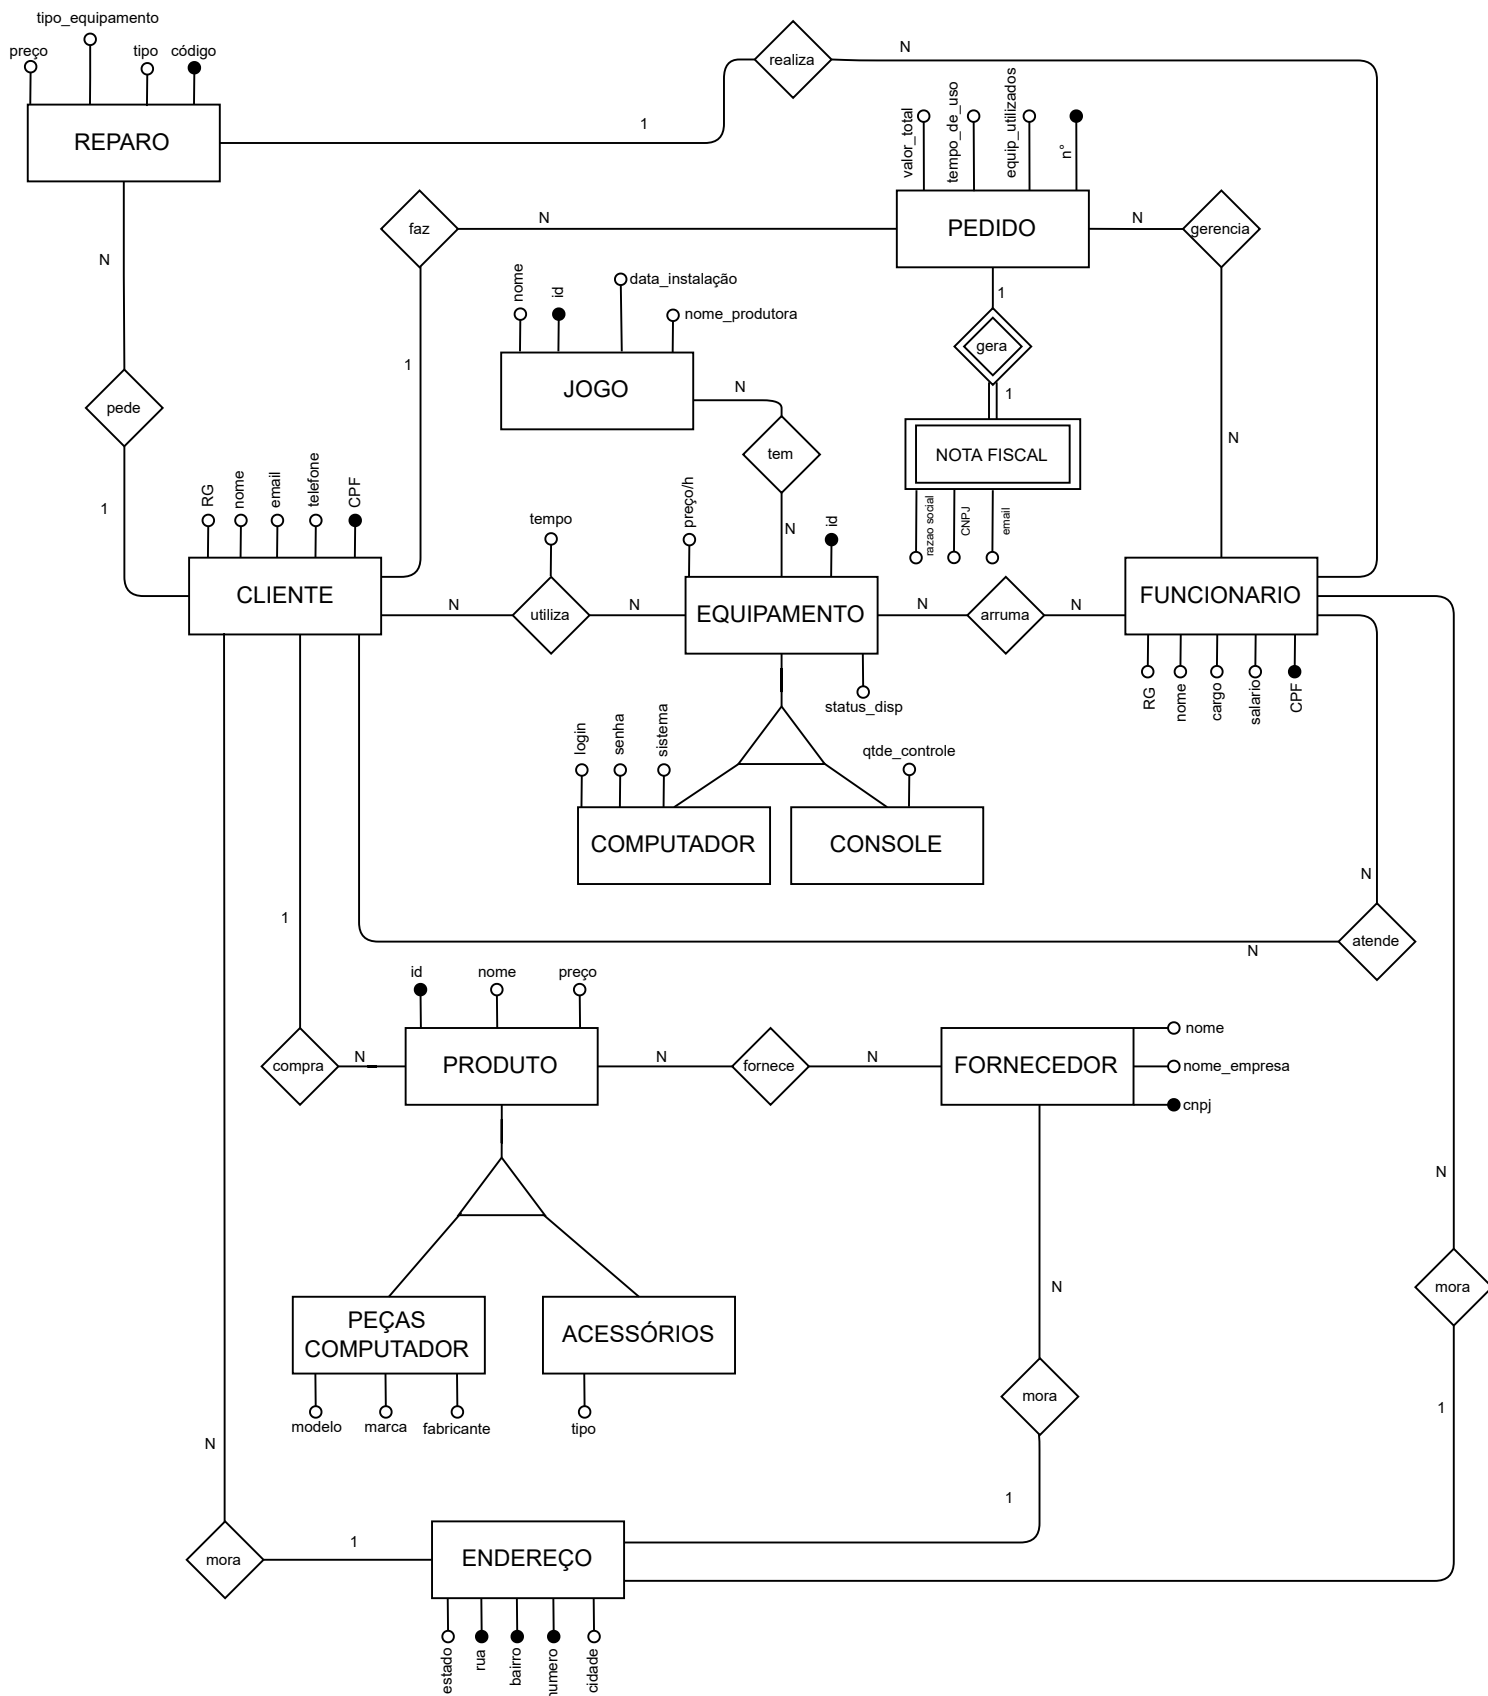 tipo_equipamento
preço
tipo
código
REPARO
realiza
N
1
valor_total
tempo_de_uso
equip_utilizados
n°
PEDIDO
N
gerencia
faz
N
N
1
nome
id
data_instalação
nome_produtora
JOGO
N
1
gera
1
NOTA FISCAL
razao social
CNPJ
email
N
pede
1
tem
N
RG
nome
email
telefone
CPF
CLIENTE
tempo
N
utiliza
N
preço/h
id
EQUIPAMENTO
status_disp
N
arruma
N
FUNCIONARIO
RG
nome
cargo
salario
CPF
login
senha
sistema
qtde_controle
COMPUTADOR
CONSOLE
N
atende
N
1
compra
N
id
nome
preço
PRODUTO
N
fornece
N
FORNECEDOR
nome
nome_empresa
cnpj
N
mora
1
N
mora
1
PEÇAS
COMPUTADOR
ACESSÓRIOS
modelo
marca
fabricante
tipo
N
mora
1
ENDEREÇO
estado
rua
bairro
numero
cidade